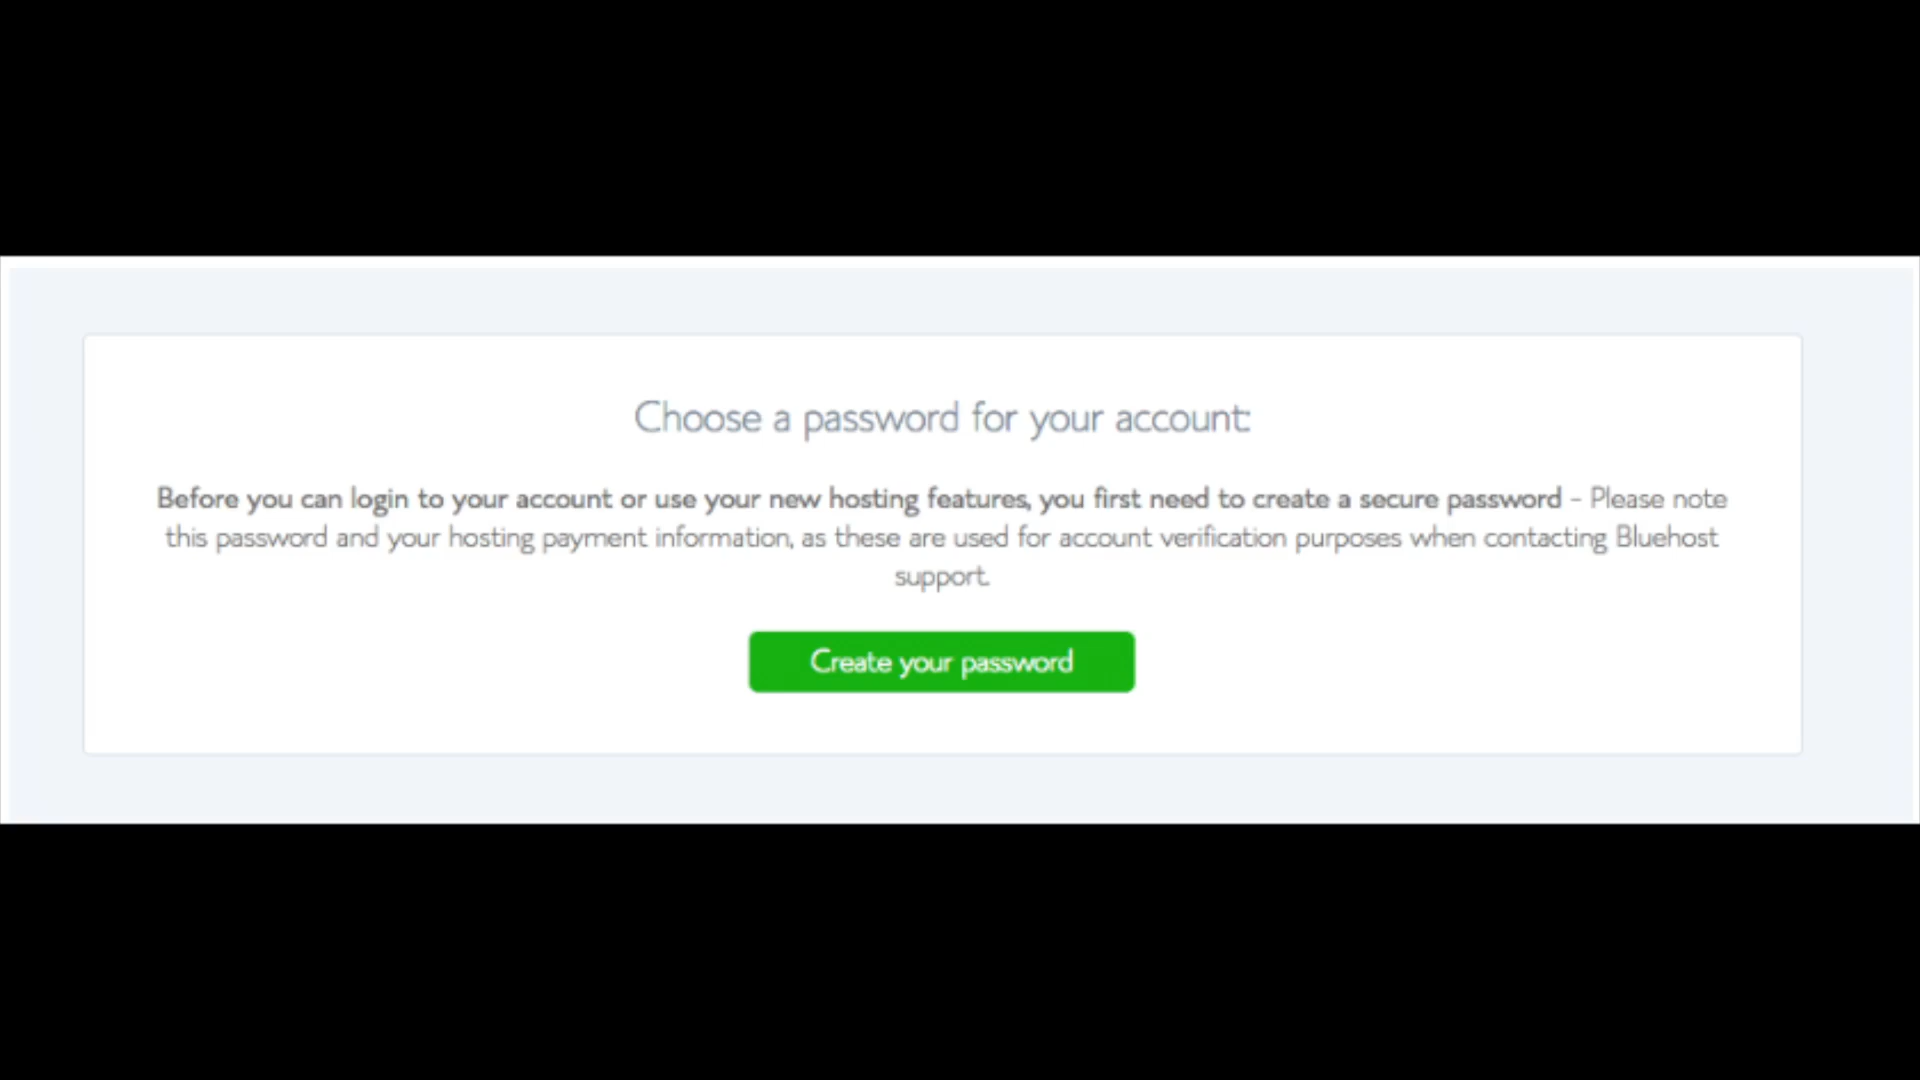 Choose a password for your account:
Before you can login to your account or use your new hosting features, you first need to create a secure password - Please note
this password and your hosting payment information, as these are used for account verification purposes when contacting Bluehost
support.
Create your password